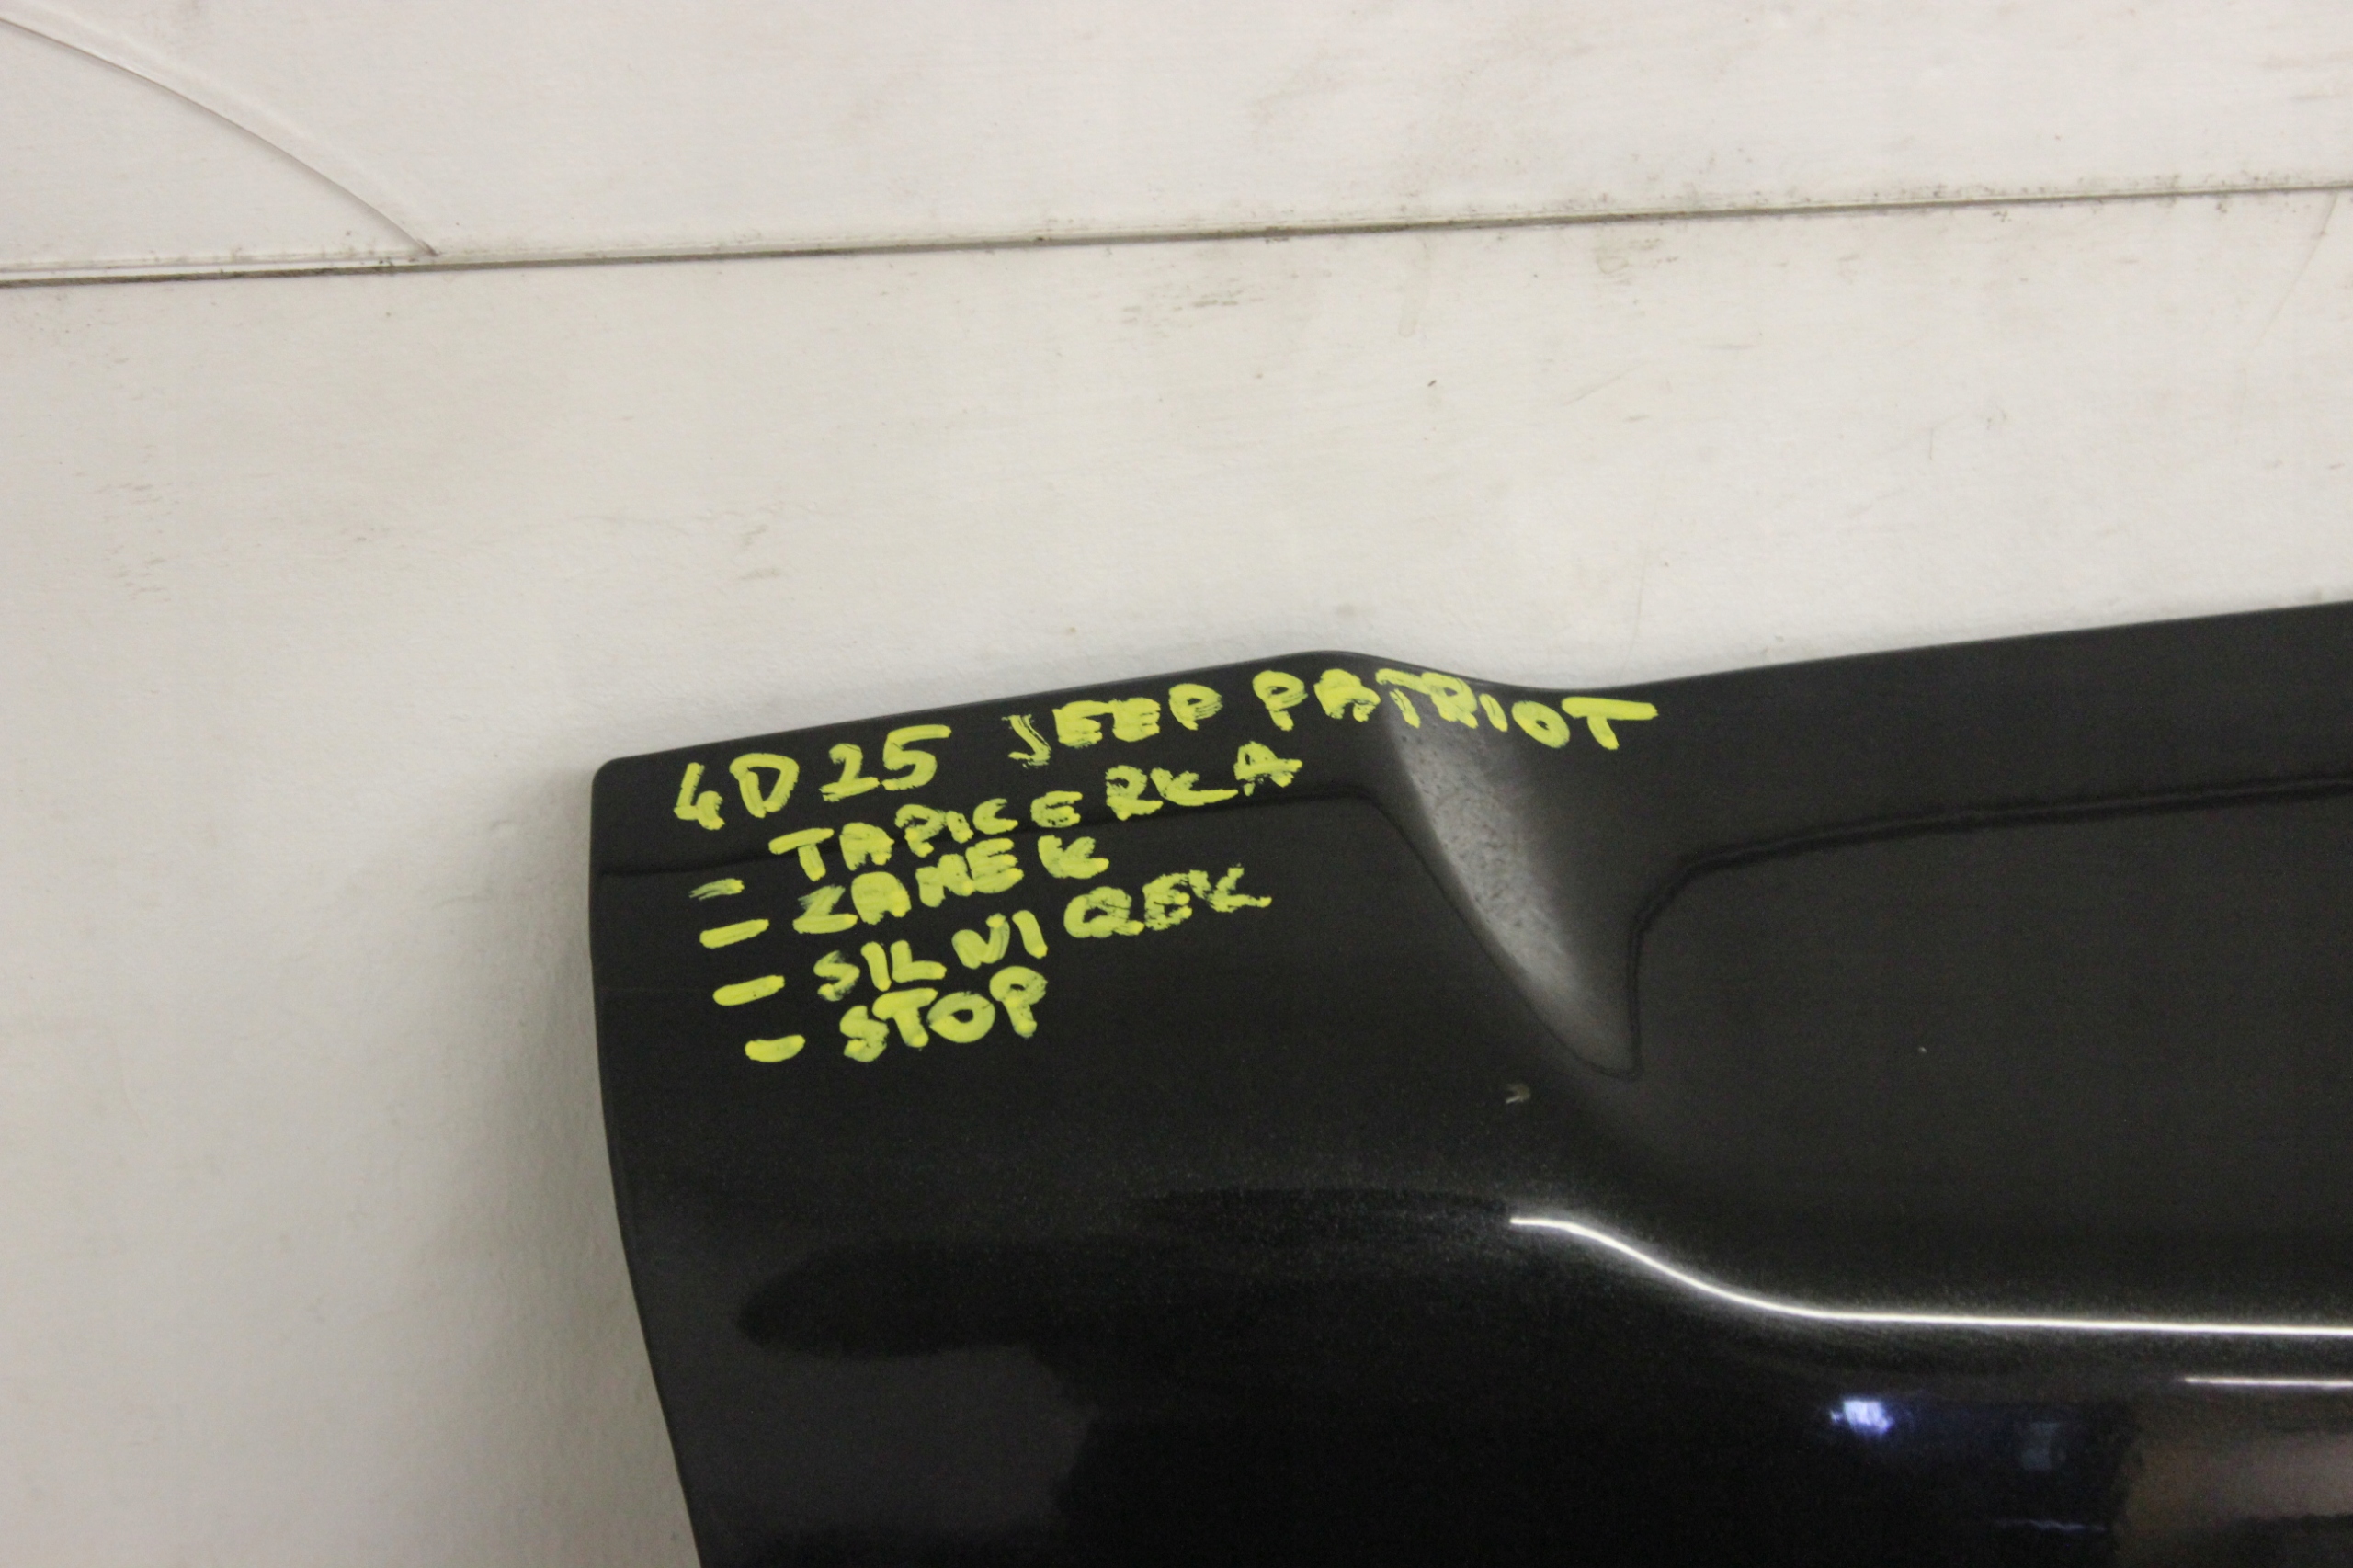 4D25 JEEP PATRIOT
- TAPICERKA
- ZAMEK
- SILNICZEK
- STOP